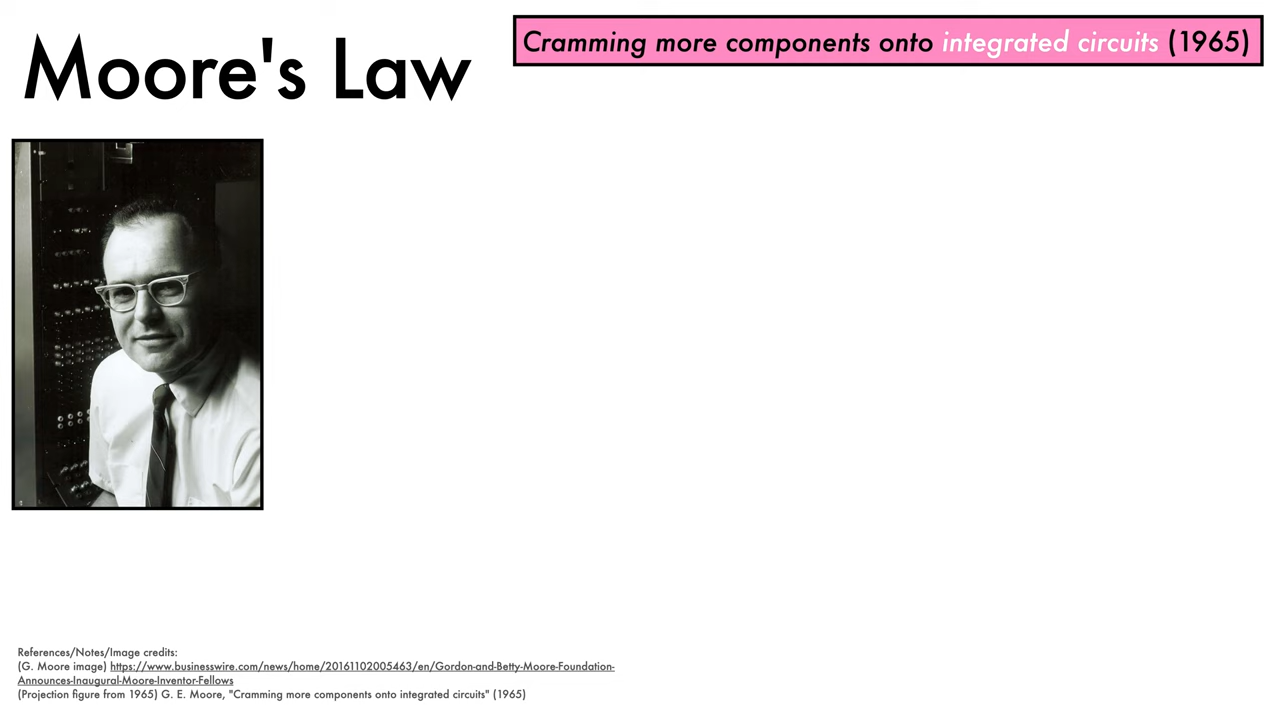 Moore's Law
Cramming more components onto integrated circuits (1965)
References/Notes/Image credits:
(G. Moore image) https://www.businesswire.com/news/home/20161102005463/en/Gordon-and-Betty-Moore-Foundation-
Announces-Inaugural-Moore-Inventor-Fellows
(Projection figure from 1965) G. E. Moore, "Cramming more components onto integrated circuits" (1965)